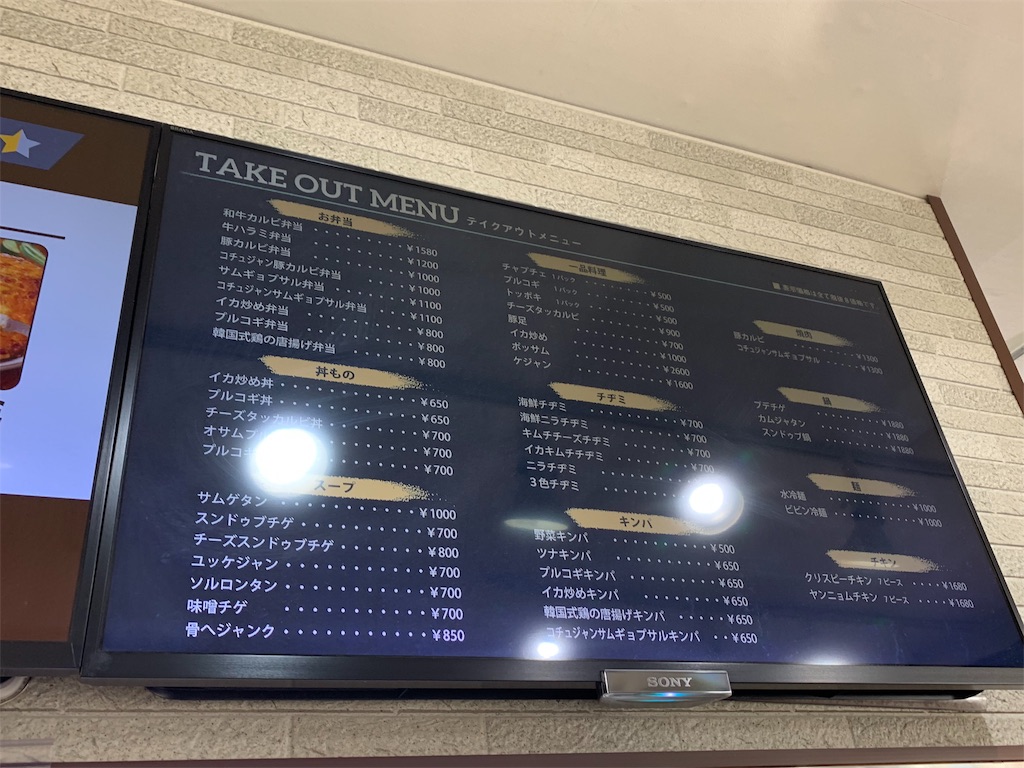 TAKE OUT MENU テイクアウトメニュー
お弁当
和牛カルビ弁当 ¥1580
牛ハラミ弁当 ¥1200
豚カルビ弁当 ¥1000
コチュジャン豚カルビ弁当 ¥1000
サムギョプサル弁当 ¥1100
コチュジャンサムギョプサル弁当 ¥1100
イカ炒め弁当 ¥800
プルコギ弁当 ¥800
韓国式鶏の唐揚げ弁当 ¥800
丼もの
イカ炒め丼 ¥650
プルコギ丼 ¥650
チーズタッカルビ丼 ¥700
オサムプ ¥700
プルコ ¥700
スープ
サムゲタン ¥1000
スンドゥブチゲ ¥700
チーズスンドゥブチゲ ¥800
ユッケジャン ¥700
ソルロンタン ¥700
味噌チゲ ¥700
骨ヘジャンク ¥850
一品料理
チャプチェ 1パック ¥500
プルコギ 1パック ¥500
トッポキ 1パック ¥500
チーズタッカルビ ¥900
豚足 ¥700
イカ炒め ¥1000
ポッサム ¥2600
ケジャン ¥1600
チヂミ
海鮮チヂミ ¥700
海鮮ニラチヂミ ¥700
キムチチーズチヂミ ¥700
イカキムチチヂミ ¥700
ニラチヂミ
3色チヂミ
キンパ
野菜キンパ ¥500
ツナキンパ ¥650
プルコギキンパ ¥650
イカ炒めキンパ ¥650
韓国式鶏の唐揚げキンパ ¥650
コチュジャンサムギョプサルキンパ ¥650
■表示価格は全て税抜き価格です
焼肉
豚カルビ ¥1300
コチュジャンサムギョプサル ¥1300
鍋
プデチゲ ¥1880
カムジャタン ¥1880
スンドゥブ鍋 ¥1880
麺
水冷麺 ¥1000
ビビン冷麺 ¥1000
チキン
クリスピーチキン 7ピース ¥1680
ヤンニョムチキン 7ピース ¥1680
SONY